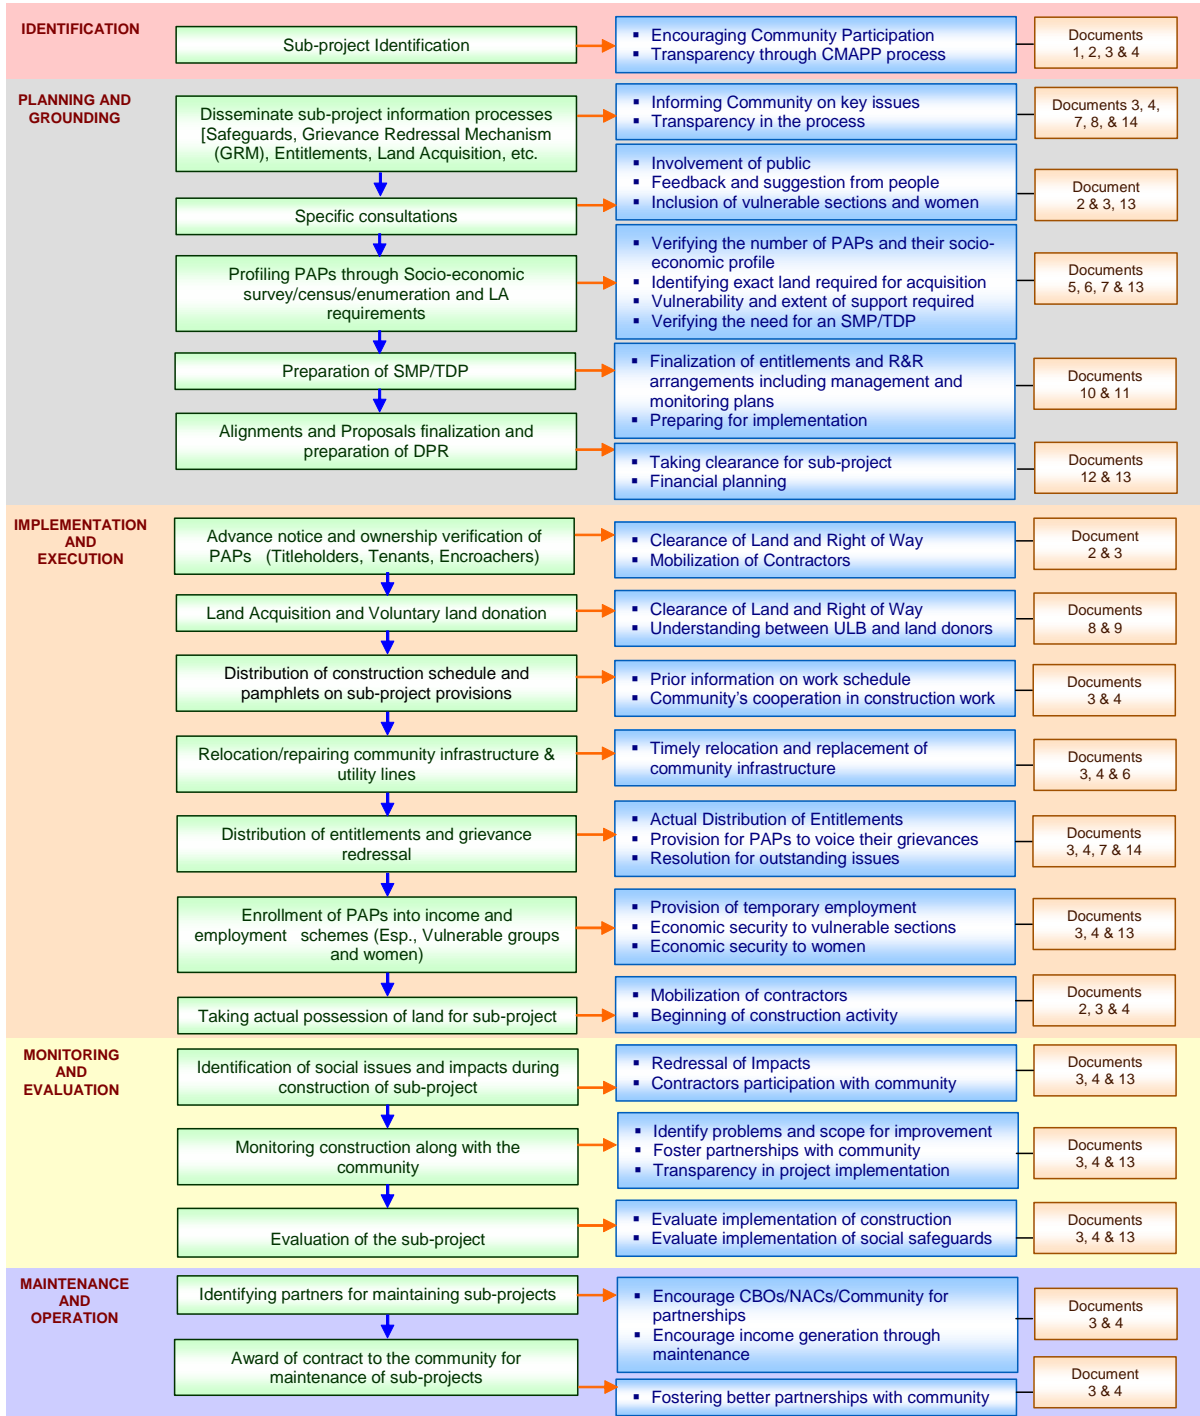 IDENTIFICATION
Sub-project Identification
▪ Encouraging Community Participation
▪ Transparency through CMAPP process
Documents
1, 2, 3 & 4
PLANNING AND
GROUNDING
Disseminate sub-project information processes
[Safeguards, Grievance Redressal Mechanism
(GRM), Entitlements, Land Acquisition, etc.
▪ Informing Community on key issues
▪ Transparency in the process
Documents 3, 4,
7, 8, & 14
Specific consultations
▪ Involvement of public
▪ Feedback and suggestion from people
▪ Inclusion of vulnerable sections and women
Document
2 & 3, 13
Profiling PAPs through Socio-economic
survey/census/enumeration and LA
requirements
▪ Verifying the number of PAPs and their socio-
economic profile
▪ Identifying exact land required for acquisition
▪ Vulnerability and extent of support required
▪ Verifying the need for an SMP/TDP
Documents
5, 6, 7 & 13
Preparation of SMP/TDP
▪ Finalization of entitlements and R&R
arrangements including management and
monitoring plans
▪ Preparing for implementation
Documents
10 & 11
Alignments and Proposals finalization and
preparation of DPR
▪ Taking clearance for sub-project
▪ Financial planning
Documents
12 & 13
IMPLEMENTATION
AND
EXECUTION
Advance notice and ownership verification of
PAPs (Titleholders, Tenants, Encroachers)
▪ Clearance of Land and Right of Way
▪ Mobilization of Contractors
Document
2 & 3
Land Acquisition and Voluntary land donation
▪ Clearance of Land and Right of Way
▪ Understanding between ULB and land donors
Documents
8 & 9
Distribution of construction schedule and
pamphlets on sub-project provisions
▪ Prior information on work schedule
▪ Community's cooperation in construction work
Documents
3 & 4
Relocation/repairing community infrastructure &
utility lines
▪ Timely relocation and replacement of
community infrastructure
Documents
3, 4 & 6
Distribution of entitlements and grievance
redressal
▪ Actual Distribution of Entitlements
▪ Provision for PAPs to voice their grievances
▪ Resolution for outstanding issues
Documents
3, 4, 7 & 14
Enrollment of PAPs into income and
employment schemes (Esp., Vulnerable groups
and women)
▪ Provision of temporary employment
▪ Economic security to vulnerable sections
▪ Economic security to women
Documents
3, 4 & 13
Taking actual possession of land for sub-project
▪ Mobilization of contractors
▪ Beginning of construction activity
Documents
2, 3 & 4
MONITORING
AND
EVALUATION
Identification of social issues and impacts during
construction of sub-project
▪ Redressal of Impacts
▪ Contractors participation with community
Documents
3, 4 & 13
Monitoring construction along with the
community
▪ Identify problems and scope for improvement
▪ Foster partnerships with community
▪ Transparency in project implementation
Documents
3, 4 & 13
Evaluation of the sub-project
▪ Evaluate implementation of construction
▪ Evaluate implementation of social safeguards
Documents
3, 4 & 13
MAINTENANCE
AND
OPERATION
Identifying partners for maintaining sub-projects
▪ Encourage CBOs/NACs/Community for
partnerships
▪ Encourage income generation through
maintenance
Documents
3 & 4
Award of contract to the community for
maintenance of sub-projects
▪ Fostering better partnerships with community
Document
3 & 4